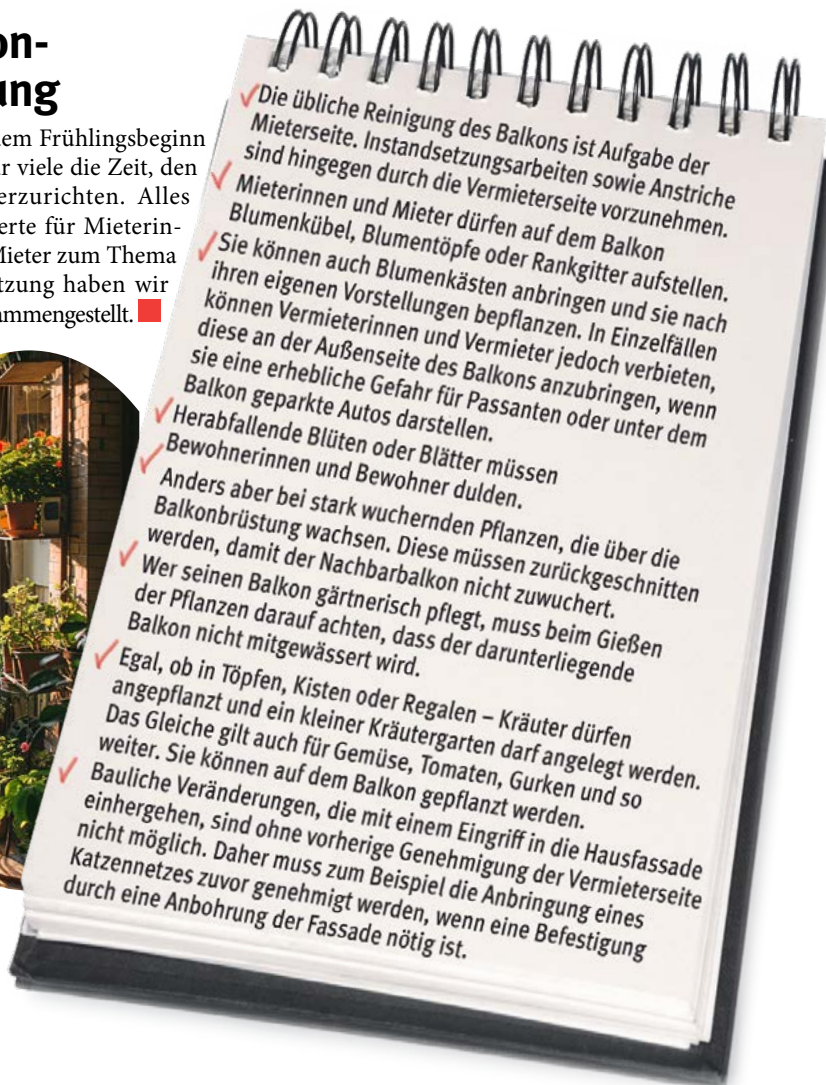 on-
ung
em Frühlingsbeginn
r viele die Zeit, den
erzurichten. Alles
erte für Mieterin-
Mieter zum Thema
tzung haben wir
ammengestellt.
Die übliche Reinigung des Balkons ist Aufgabe der
Mieterseite. Instandsetzungsarbeiten sowie Anstriche
sind hingegen durch die Vermieterseite vorzunehmen.
Mieterinnen und Mieter dürfen auf dem Balkon
Blumenkübel, Blumentöpfe oder Rankgitter aufstellen.
Sie können auch Blumenkästen anbringen und sie nach
ihren eigenen Vorstellungen bepflanzen. In Einzelfällen
können Vermieterinnen und Vermieter jedoch verbieten,
diese an der Außenseite des Balkons anzubringen, wenn
sie eine erhebliche Gefahr für Passanten oder unter dem
Balkon geparkte Autos darstellen.
Herabfallende Blüten oder Blätter müssen
Bewohnerinnen und Bewohner dulden.
Anders aber bei stark wuchernden Pflanzen, die über die
Balkonbrüstung wachsen. Diese müssen zurückgeschnitten
werden, damit der Nachbarbalkon nicht zuwuchert.
Wer seinen Balkon gärtnerisch pflegt, muss beim Gießen
der Pflanzen darauf achten, dass der darunterliegende
Balkon nicht mitgewässert wird.
Egal, ob in Töpfen, Kisten oder Regalen – Kräuter dürfen
angepflanzt und ein kleiner Kräutergarten darf angelegt werden.
Das Gleiche gilt auch für Gemüse, Tomaten, Gurken und so
weiter. Sie können auf dem Balkon gepflanzt werden.
Bauliche Veränderungen, die mit einem Eingriff in die Hausfassade
einhergehen, sind ohne vorherige Genehmigung der Vermieterseite
nicht möglich. Daher muss zum Beispiel die Anbringung eines
Katzennetzes zuvor genehmigt werden, wenn eine Befestigung
durch eine Anbohrung der Fassade nötig ist.